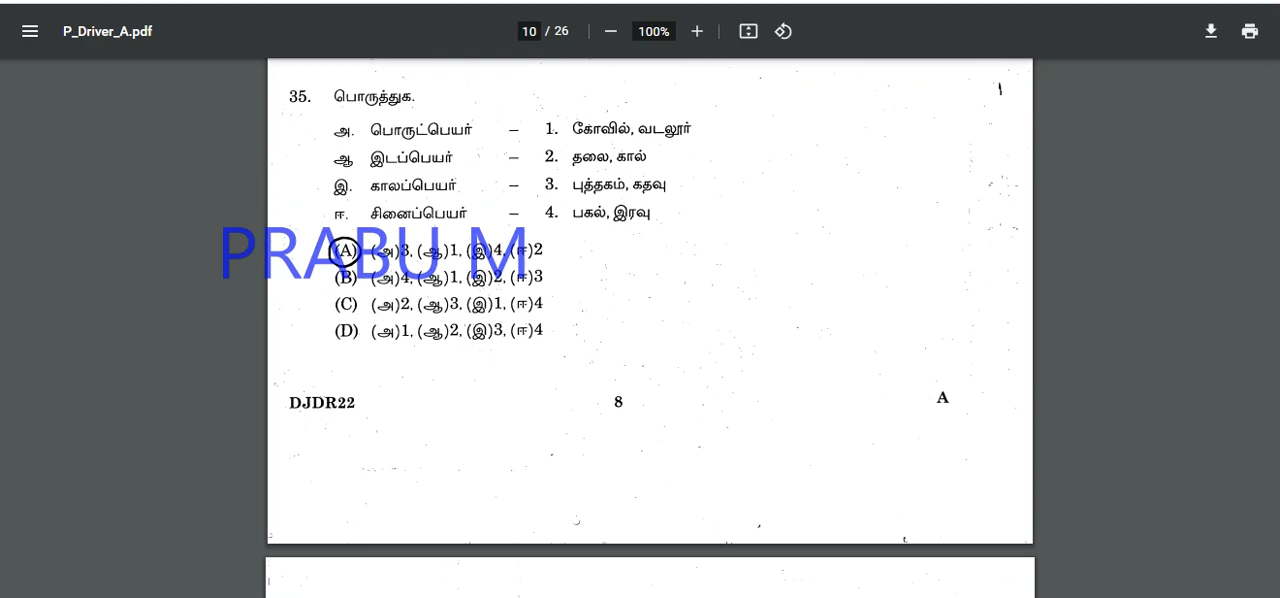 P_Driver_A.pdf 10 / 26 100%
35. பொருத்துக.
அ. பொருட்பெயர் – 1. கோவில், வடலூர்
ஆ இடப்பெயர் – 2. தலை, கால்
இ. காலப்பெயர் – 3. புத்தகம், கதவு
ஈ. சினைப்பெயர் – 4. பகல், இரவு
PRABU M
(A) (அ)3, (ஆ)1, (இ)4, (ஈ)2
(B) (அ)4, (ஆ)1, (இ)2, (ஈ)3
(C) (அ)2, (ஆ)3, (இ)1, (ஈ)4
(D) (அ)1, (ஆ)2, (இ)3, (ஈ)4
DJDR22 8 A